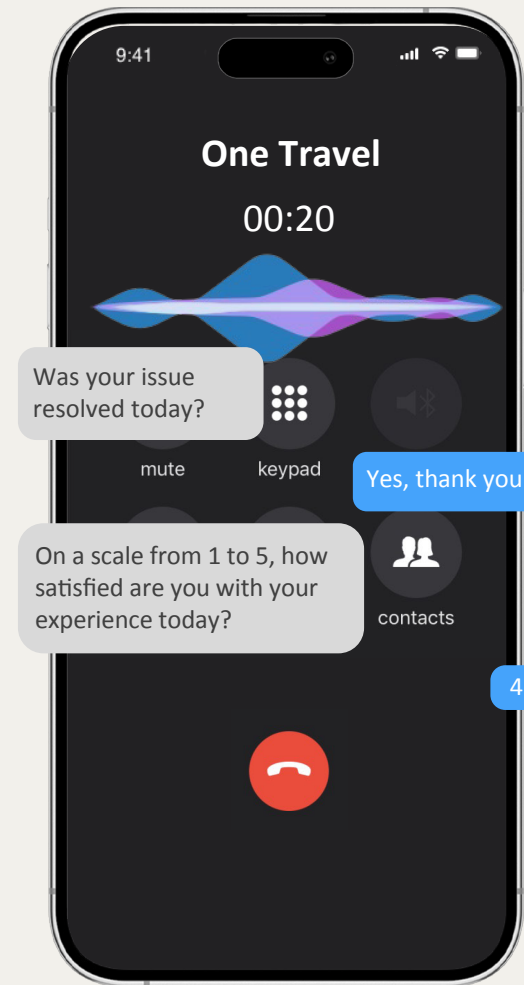 9:41
One Travel
00:20
Was your issue
resolved today?
mute
keypad
Yes, thank you
On a scale from 1 to 5, how
satisfied are you with your
experience today?
contacts
4